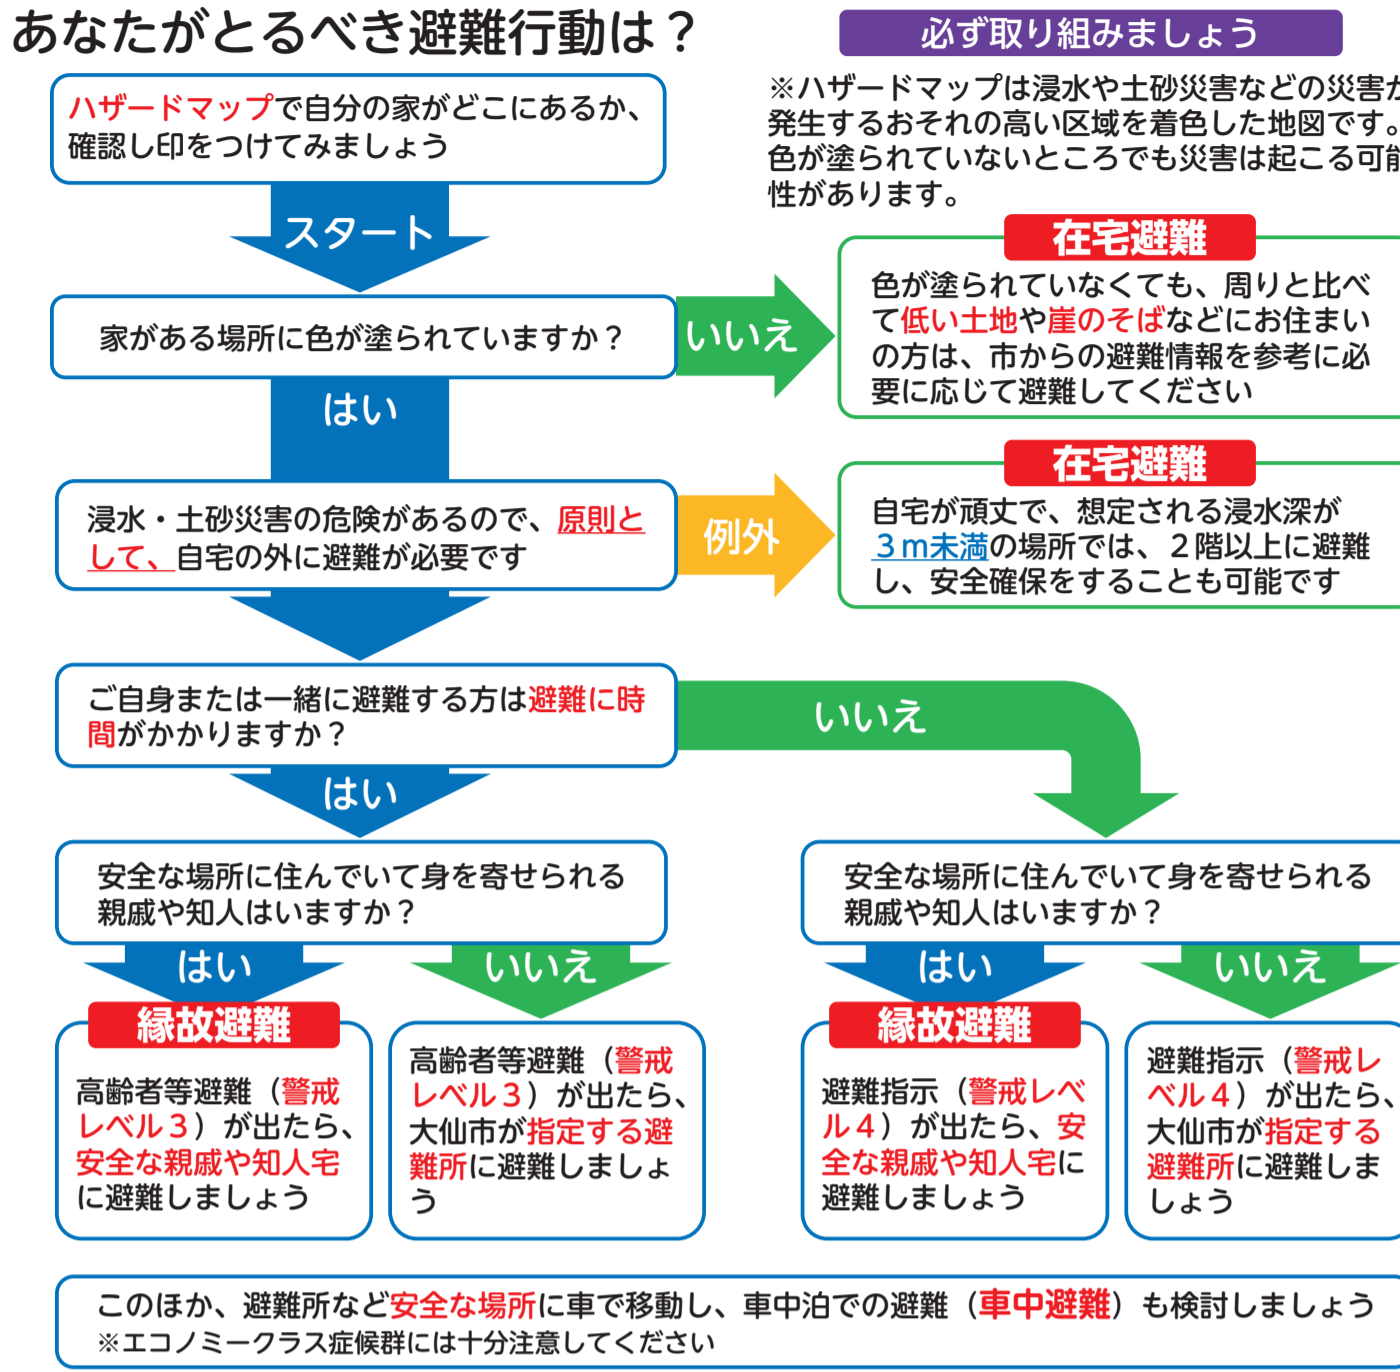 あなたがとるべき避難行動は？
必ず取り組みましょう
ハザードマップで自分の家がどこにあるか、
確認し印をつけてみましょう
※ハザードマップは浸水や土砂災害などの災害が
発生するおそれの高い区域を着色した地図です。
色が塗られていないところでも災害は起こる可能
性があります。
スタート
家がある場所に色が塗られていますか？
いいえ
在宅避難
色が塗られていなくても、周りと比べ
て低い土地や崖のそばなどにお住まい
の方は、市からの避難情報を参考に必
要に応じて避難してください
はい
浸水・土砂災害の危険があるので、原則と
して、自宅の外に避難が必要です
例外
在宅避難
自宅が頑丈で、想定される浸水深が
３ｍ未満の場所では、２階以上に避難
し、安全確保をすることも可能です
ご自身または一緒に避難する方は避難に時
間がかかりますか？
いいえ
はい
安全な場所に住んでいて身を寄せられる
親戚や知人はいますか？
はい
いいえ
縁故避難
高齢者等避難（警戒
レベル３）が出たら、
安全な親戚や知人宅
に避難しましょう
高齢者等避難（警戒
レベル３）が出たら、
大仙市が指定する避
難所に避難しましょ
う
安全な場所に住んでいて身を寄せられる
親戚や知人はいますか？
はい
いいえ
縁故避難
避難指示（警戒レベ
ル４）が出たら、安
全な親戚や知人宅に
避難しましょう
避難指示（警戒レ
ベル４）が出たら、
大仙市が指定する
避難所に避難しま
しょう
このほか、避難所など安全な場所に車で移動し、車中泊での避難（車中避難）も検討しましょう
※エコノミークラス症候群には十分注意してください